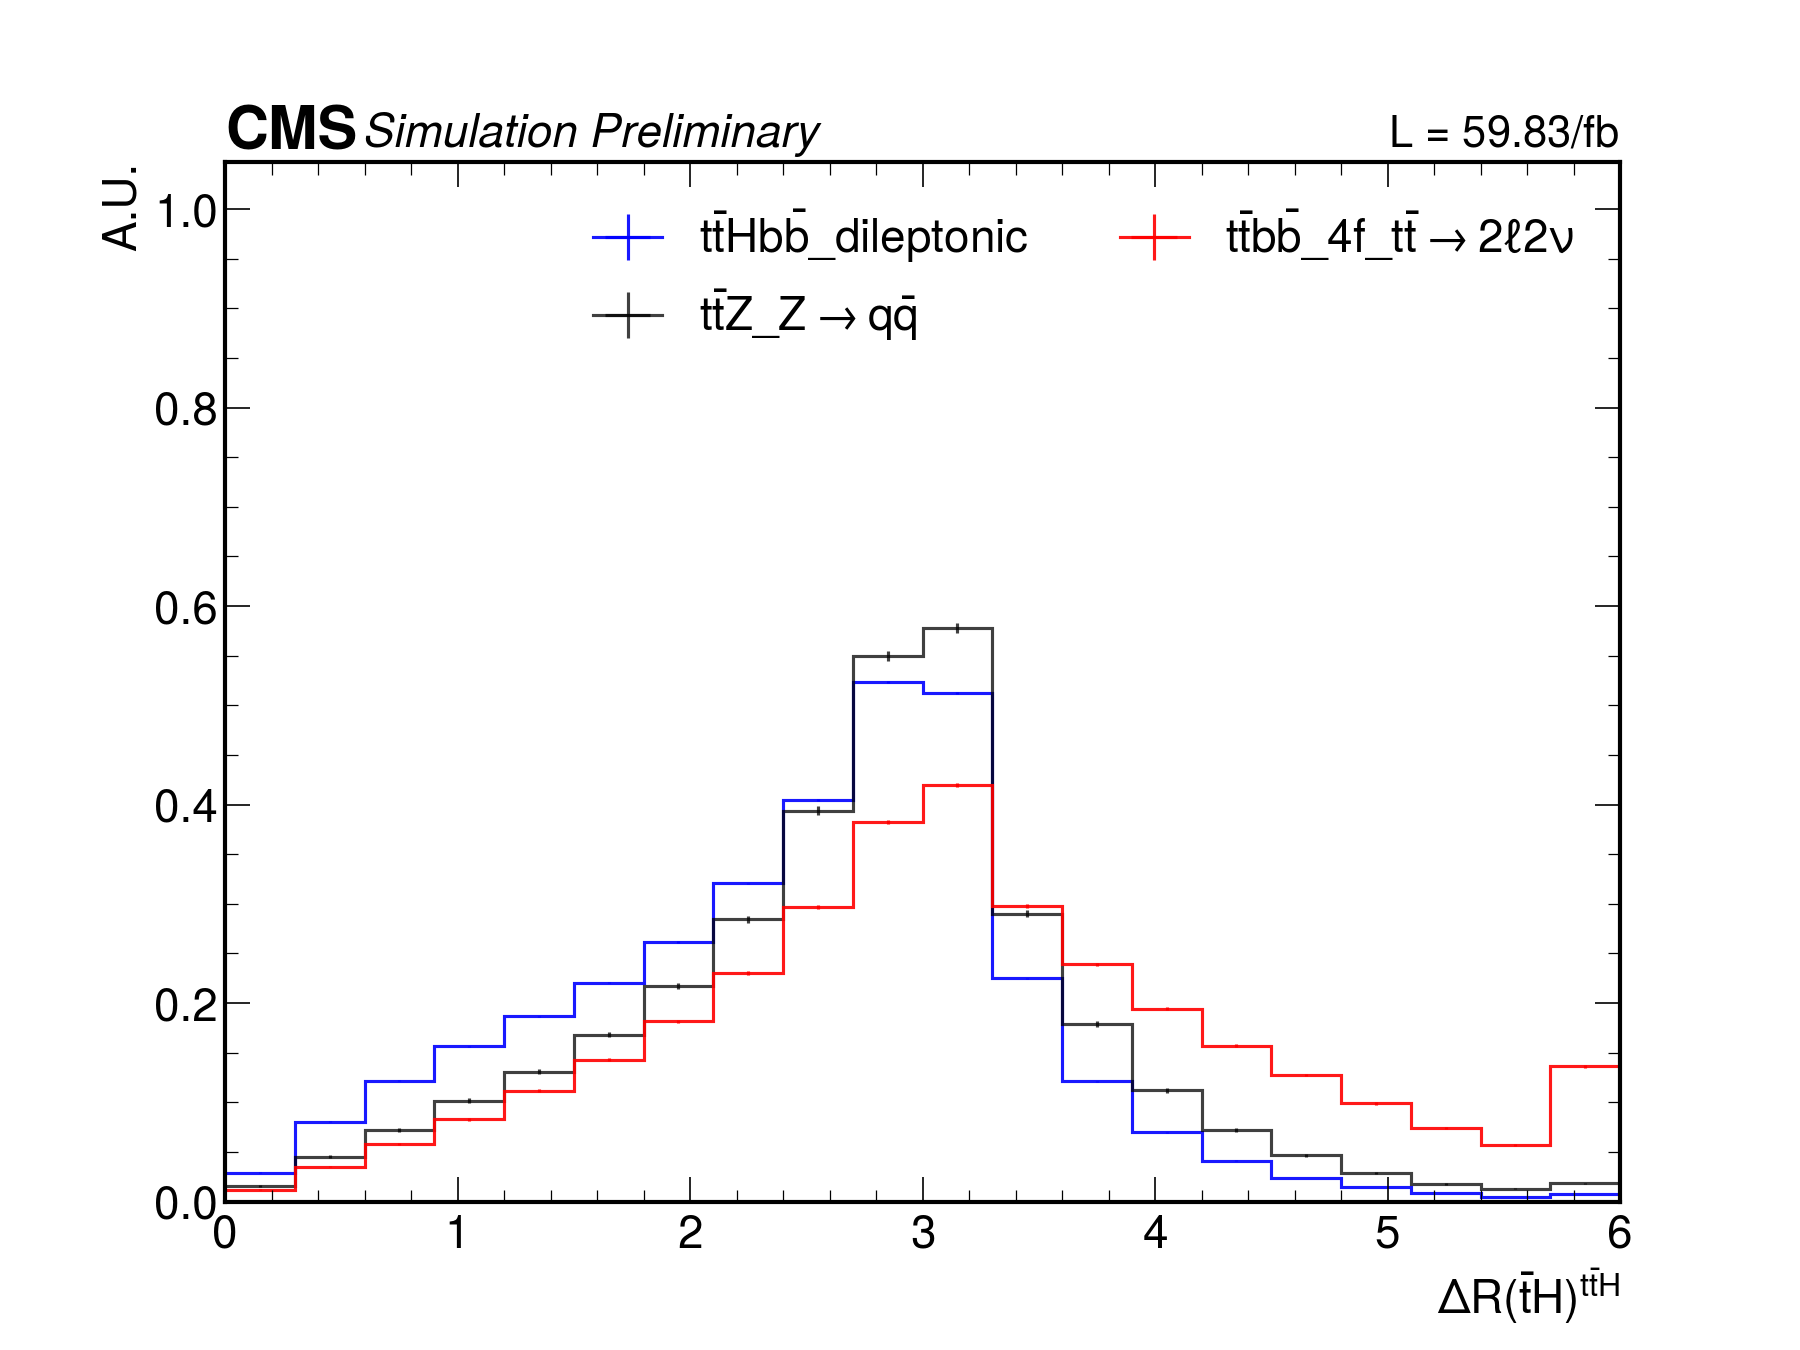 CMS Simulation Preliminary L = 59.83/fb
A.U.
tt̄Hbb̄_dileptonic tt̄bb̄_4f_tt̄ → 2ℓ2ν
tt̄Z_Z → qq̄
1.0
0.8
0.6
0.4
0.2
0.0
0 1 2 3 4 5 6
ΔR(t̄H)^{tt̄H}